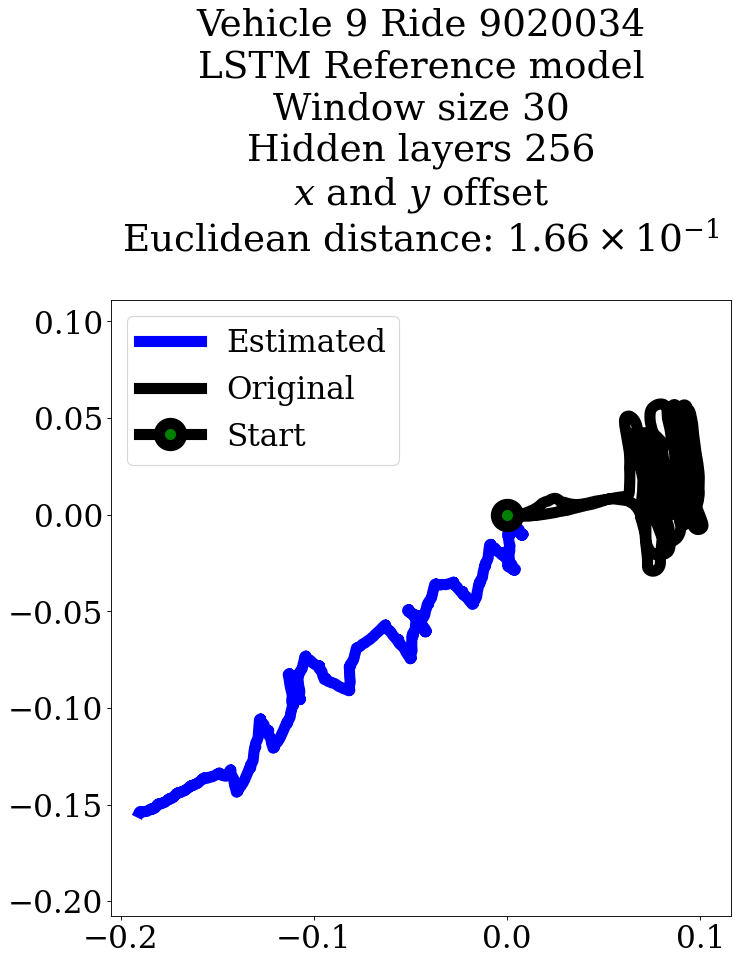 Vehicle 9 Ride 9020034
LSTM Reference model
Window size 30
Hidden layers 256
x and y offset
Euclidean distance: 1.66 × 10⁻¹
Estimated
Original
Start
0.10
0.05
0.00
−0.05
−0.10
−0.15
−0.20
−0.2 −0.1 0.0 0.1